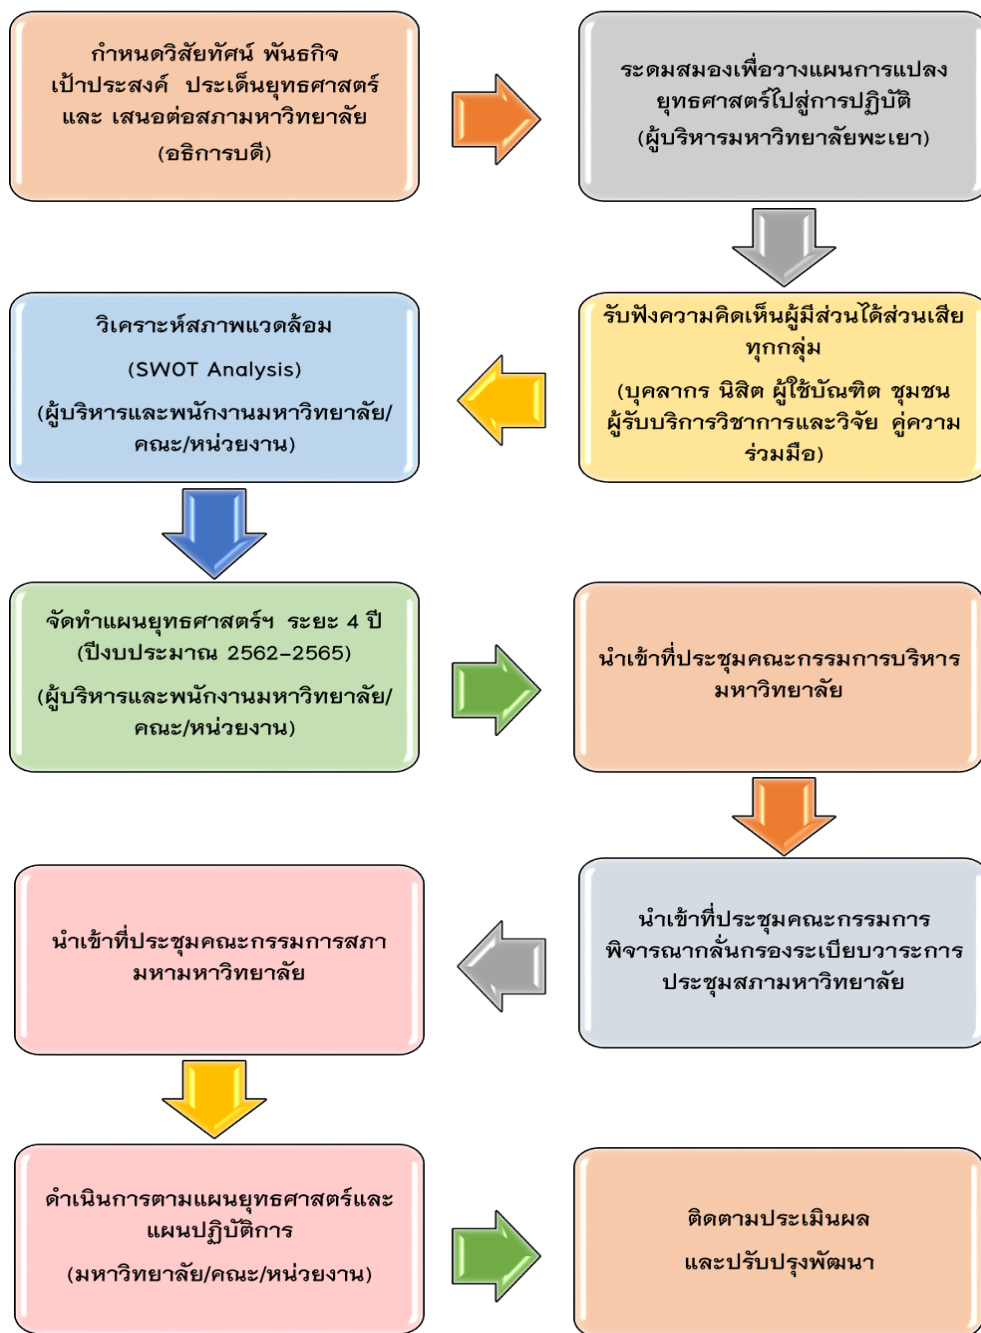 กำหนดวิสัยทัศน์ พันธกิจ
เป้าประสงค์ ประเด็นยุทธศาสตร์
และ เสนอต่อสภามหาวิทยาลัย
(อธิการบดี)
ระดมสมองเพื่อวางแผนการแปลง
ยุทธศาสตร์ไปสู่การปฏิบัติ
(ผู้บริหารมหาวิทยาลัยพะเยา)
รับฟังความคิดเห็นผู้มีส่วนได้ส่วนเสีย
ทุกกลุ่ม
(บุคลากร นิสิต ผู้ใช้บัณฑิต ชุมชน
ผู้รับบริการวิชาการและวิจัย คู่ความ
ร่วมมือ)
วิเคราะห์สภาพแวดล้อม
(SWOT Analysis)
(ผู้บริหารและพนักงานมหาวิทยาลัย/
คณะ/หน่วยงาน)
จัดทำแผนยุทธศาสตร์ฯ ระยะ 4 ปี
(ปีงบประมาณ 2562-2565)
(ผู้บริหารและพนักงานมหาวิทยาลัย/
คณะ/หน่วยงาน)
นำเข้าที่ประชุมคณะกรรมการบริหาร
มหาวิทยาลัย
นำเข้าที่ประชุมคณะกรรมการ
พิจารณากลั่นกรองระเบียบวาระการ
ประชุมสภามหาวิทยาลัย
นำเข้าที่ประชุมคณะกรรมการสภา
มหามหาวิทยาลัย
ดำเนินการตามแผนยุทธศาสตร์และ
แผนปฏิบัติการ
(มหาวิทยาลัย/คณะ/หน่วยงาน)
ติดตามประเมินผล
และปรับปรุงพัฒนา